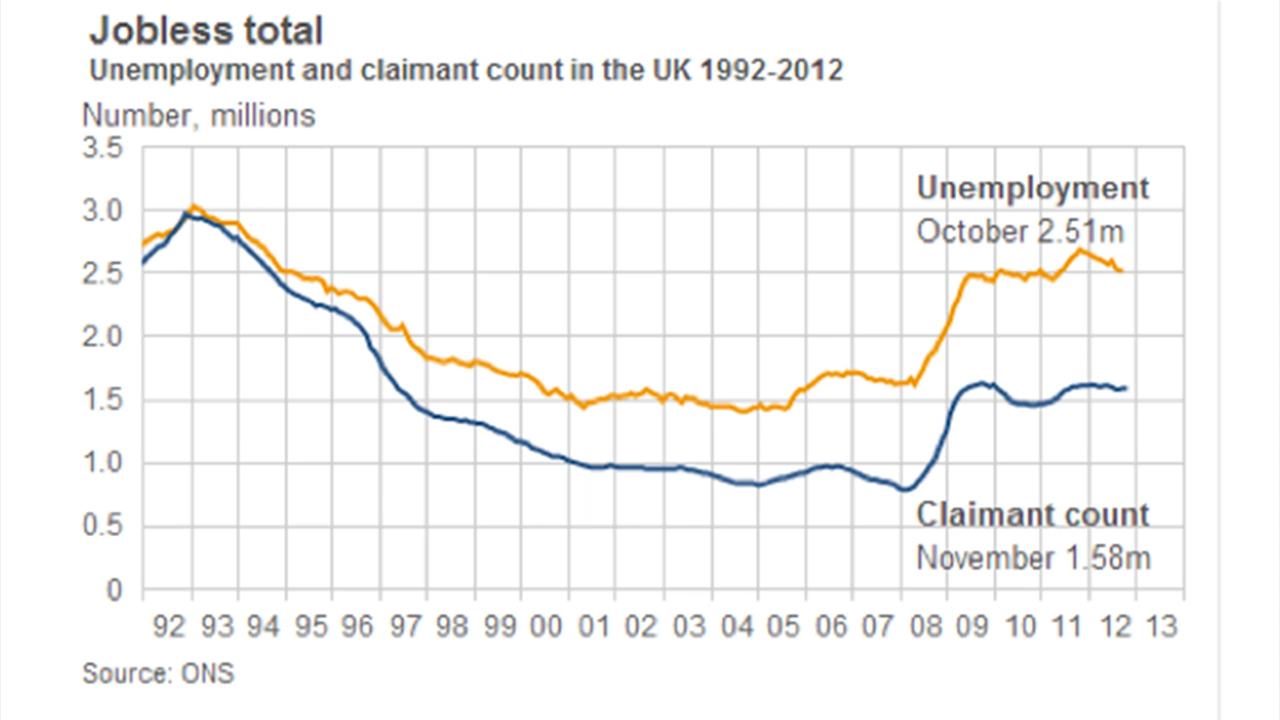 Jobless total
Unemployment and claimant count in the UK 1992-2012
Number, millions
3.5
3.0
2.5
2.0
1.5
1.0
0.5
0
Unemployment
October 2.51m
Claimant count
November 1.58m
92 93 94 95 96 97 98 99 00 01 02 03 04 05 06 07 08 09 10 11 12 13
Source: ONS